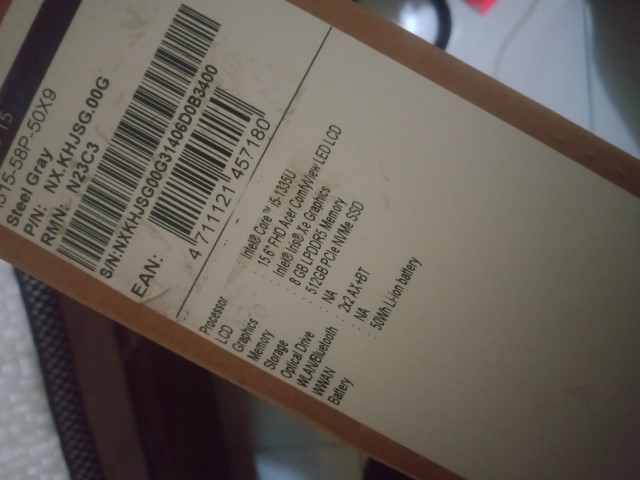 15
A515-58P-50X9
Steel Gray
P/N: NX.KHJSG.00G
RMN: N23C3
S/N:NXKHJSG00G31406D0B3400
EAN:
4 711121 457180
Processor : Intel® Core™ i5-1335U
LCD : 15.6" FHD Acer ComfyView LED LCD
Graphics : Intel® Iris® Xe Graphics
Memory : 8 GB LPDDR5 Memory
Storage : 512GB PCIe NVMe SSD
Optical Drive : NA
WLAN/Bluetooth : 2x2 AX+BT
WWAN : NA
Battery : 50Wh Li-ion battery